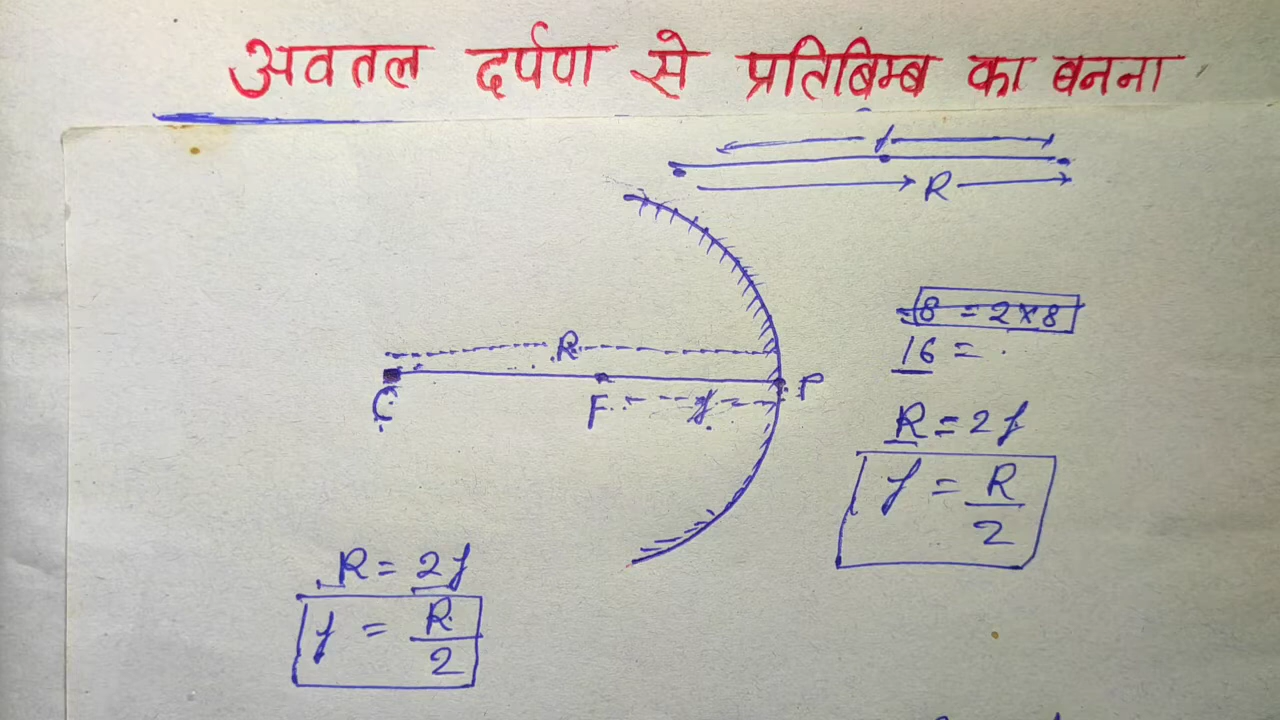 अवतल दर्पण से प्रतिबिम्ब का बनना
f
R
=8 = 2×8
16 =
R
C F f P
R = 2f
f = R/2
R = 2f
f = R/2